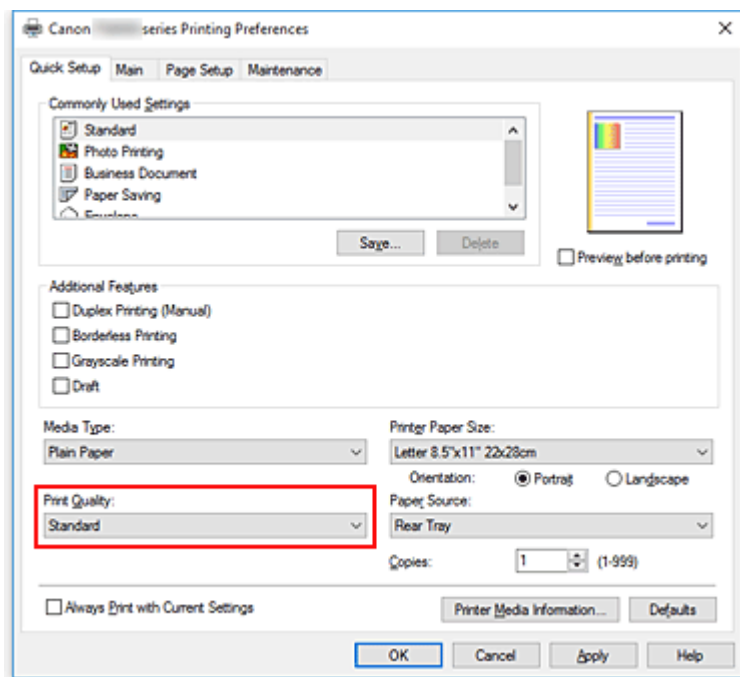 Canon series Printing Preferences
Quick Setup Main Page Setup Maintenance
Commonly Used Settings
Standard
Photo Printing
Business Document
Paper Saving
Envelope
Save... Delete
Preview before printing
Additional Features
Duplex Printing (Manual)
Borderless Printing
Grayscale Printing
Draft
Media Type:
Plain Paper
Printer Paper Size:
Letter 8.5"x11" 22x28cm
Orientation: Portrait Landscape
Print Quality:
Standard
Paper Source:
Rear Tray
Copies: 1 (1-999)
Always Print with Current Settings
Printer Media Information... Defaults
OK Cancel Apply Help